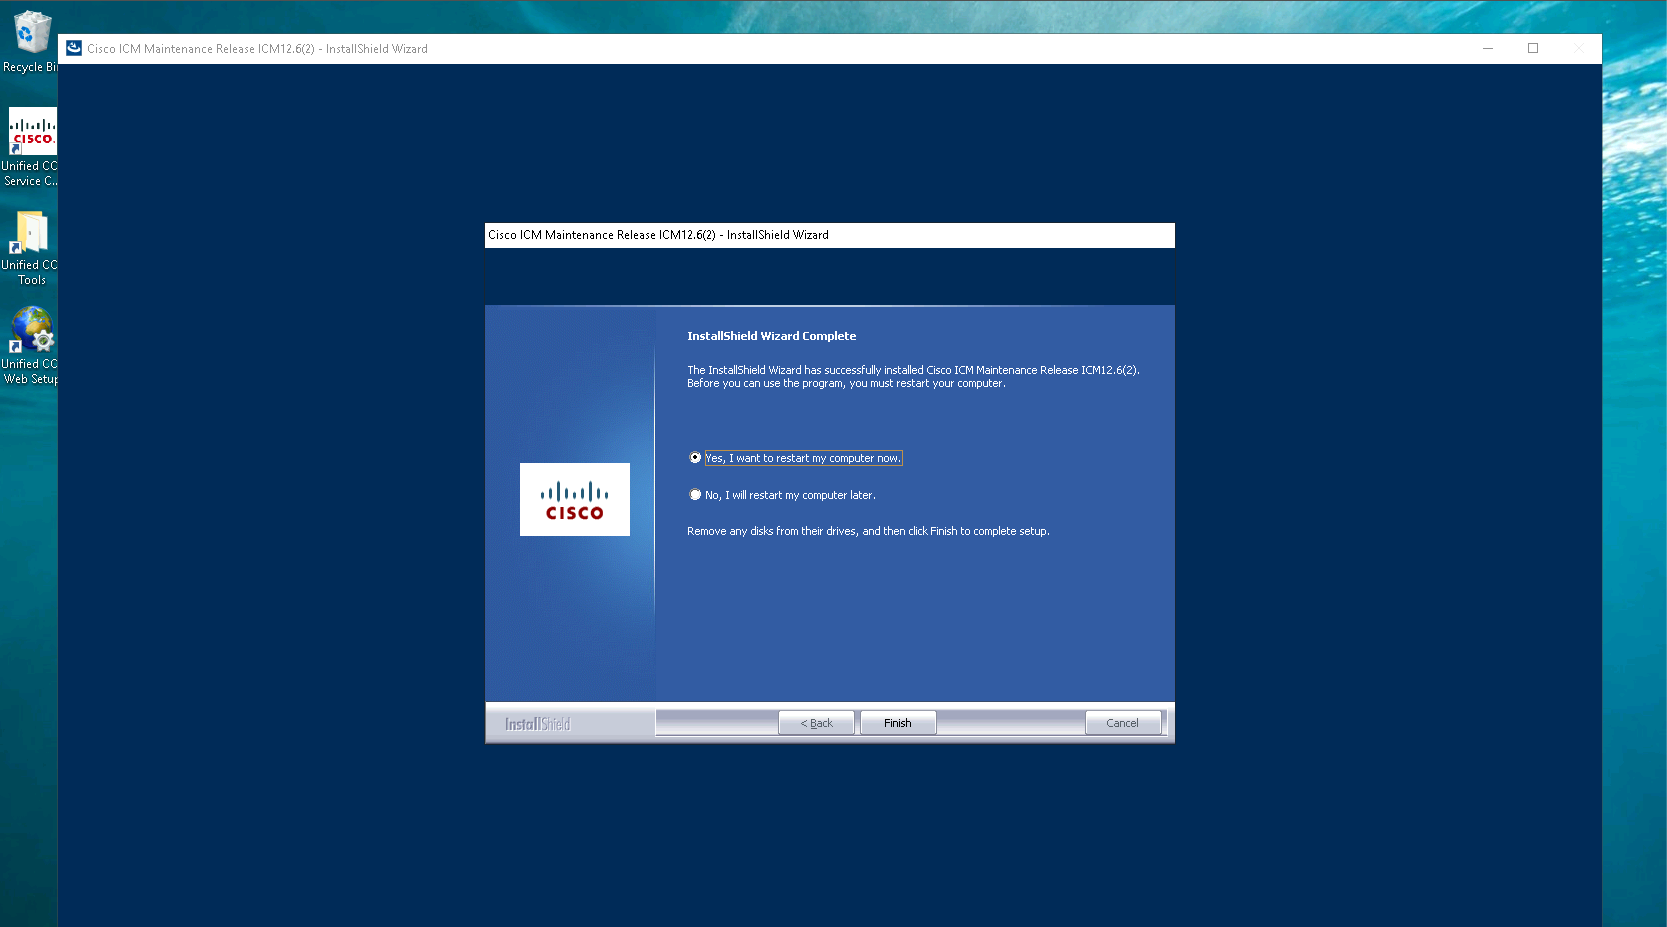 Recycle Bi
Cisco ICM Maintenance Release ICM12.6(2) - InstallShield Wizard
CISCO.
Unified CC
Service C...
Unified CC
Tools
Unified CC
Web Setup
Cisco ICM Maintenance Release ICM12.6(2) - InstallShield Wizard
InstallShield Wizard Complete
The InstallShield Wizard has successfully installed Cisco ICM Maintenance Release ICM12.6(2).
Before you can use the program, you must restart your computer.
Yes, I want to restart my computer now.
No, I will restart my computer later.
Remove any disks from their drives, and then click Finish to complete setup.
CISCO
InstallShield
< Back
Finish
Cancel